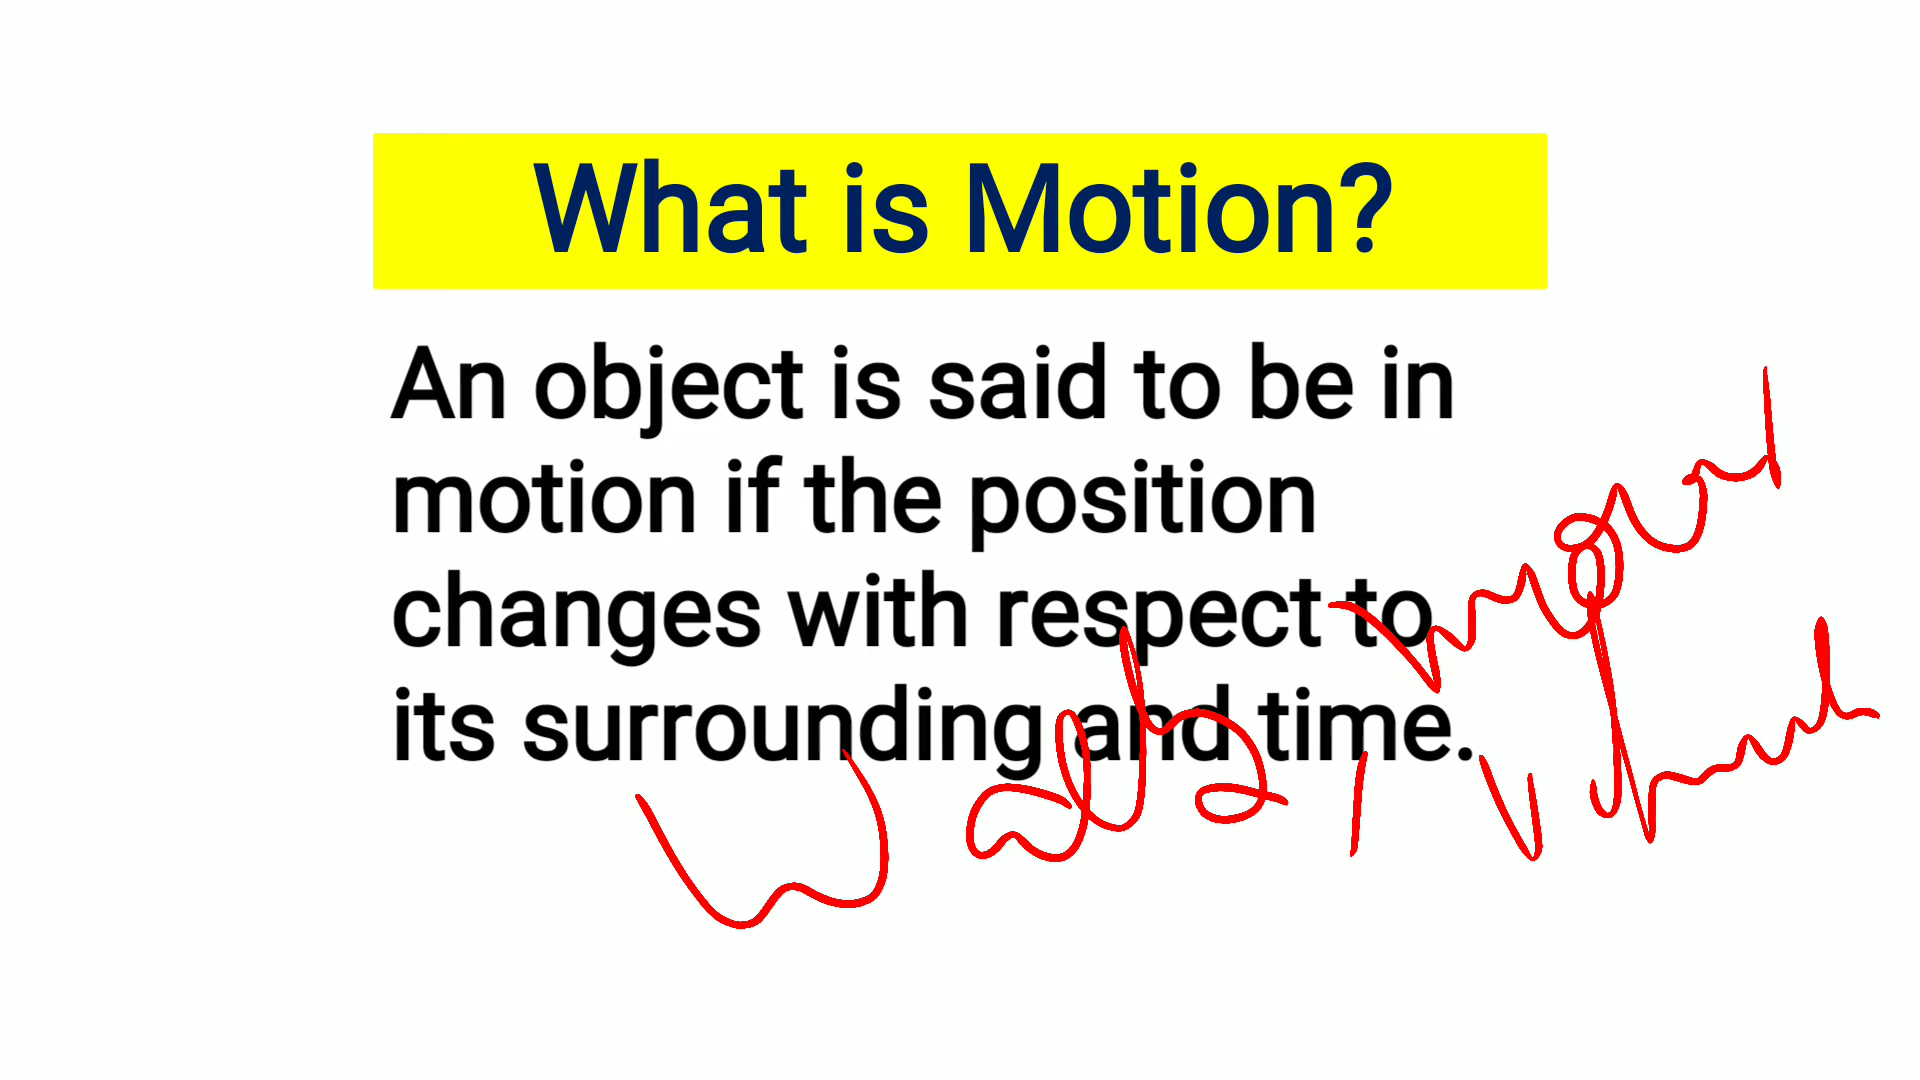 What is Motion?
An object is said to be in
motion if the position
changes with respect to
its surrounding and time.